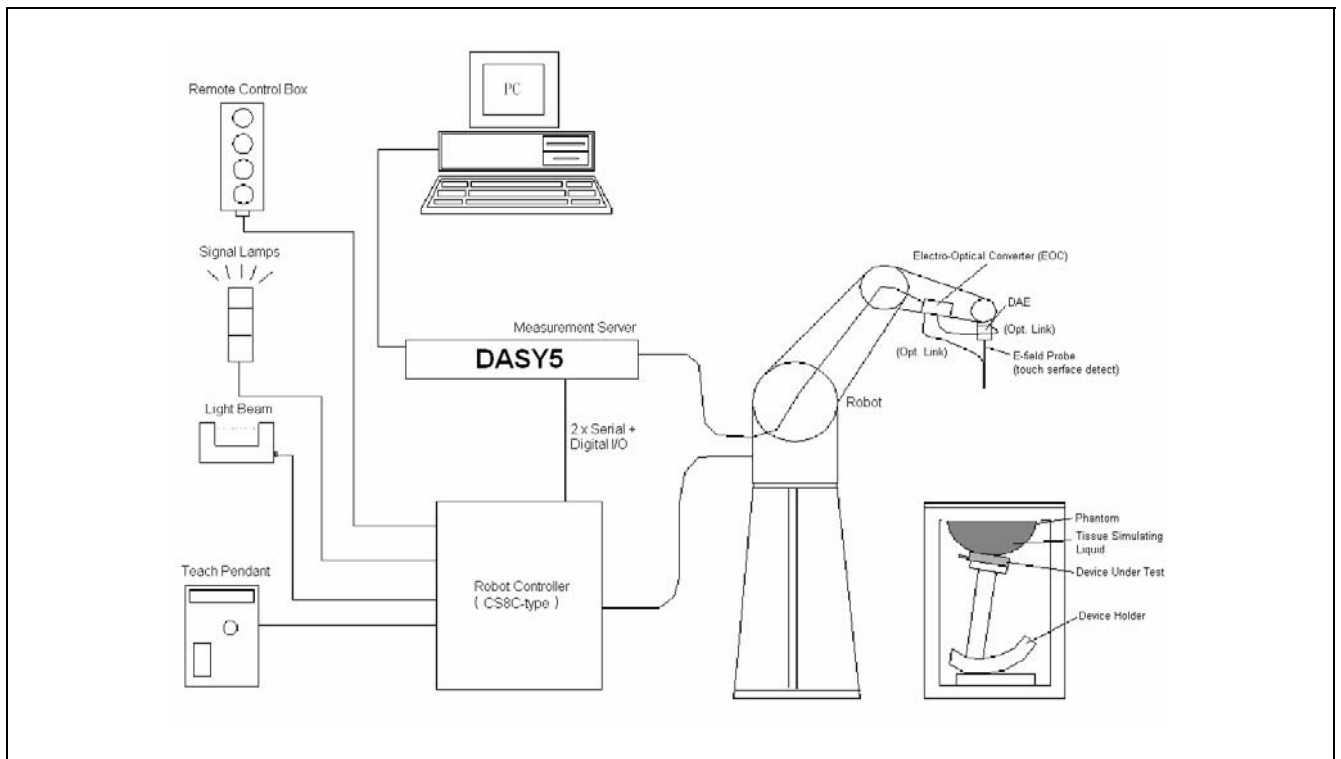 Remote Control Box
PC
Signal Lamps
Electro-Optical Converter (EOC)
DAE
(Opt. Link)
(Opt. Link)
E-field Probe
(touch surface detect)
Measurement Server
DASY5
Robot
Light Beam
2 x Serial +
Digital I/O
Phantom
Tissue Simulating
Liquid
Device Under Test
Teach Pendant
Robot Controller
( CS8C-type )
Device Holder